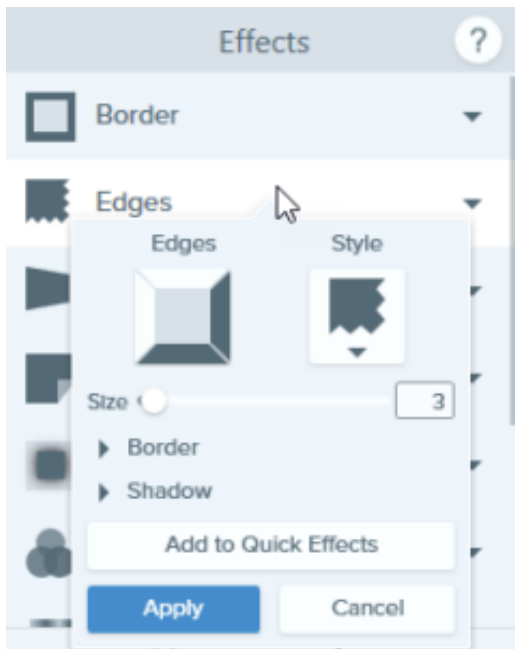 Effects ?
Border
Edges
Edges Style
Size 3
Border
Shadow
Add to Quick Effects
Apply Cancel